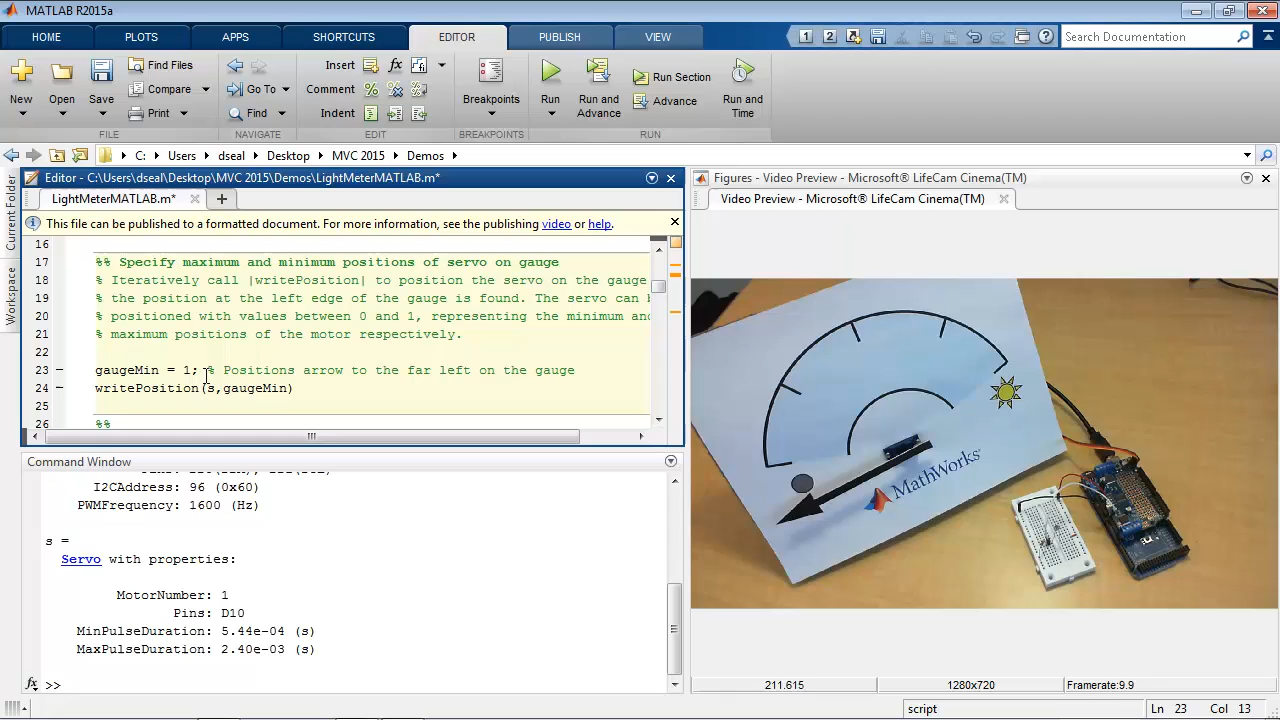 MATLAB R2015a
HOME PLOTS APPS SHORTCUTS EDITOR PUBLISH VIEW
1 2 Search Documentation
New Open Save Find Files Compare Print
Go To Find
Insert fx
Comment
Indent
Breakpoints
Run Run and Advance Run Section Advance Run and Time
FILE NAVIGATE EDIT BREAKPOINTS RUN
C: Users dseal Desktop MVC 2015 Demos
Current Folder
Workspace
Editor - C:\Users\dseal\Desktop\MVC 2015\Demos\LightMeterMATLAB.m*
LightMeterMATLAB.m*
This file can be published to a formatted document. For more information, see the publishing video or help.
16
17 %% Specify maximum and minimum positions of servo on gauge
18 % Iteratively call |writePosition| to position the servo on the gauge
19 % the position at the left edge of the gauge is found. The servo can b
20 % positioned with values between 0 and 1, representing the minimum and
21 % maximum positions of the motor respectively.
22
23 gaugeMin = 1; % Positions arrow to the far left on the gauge
24 writePosition(s,gaugeMin)
25
26 %%
Command Window
I2CAddress: 96 (0x60)
PWMFrequency: 1600 (Hz)
s =
Servo with properties:
MotorNumber: 1
Pins: D10
MinPulseDuration: 5.44e-04 (s)
MaxPulseDuration: 2.40e-03 (s)
fx >>
Figures - Video Preview - Microsoft® LifeCam Cinema(TM)
Video Preview - Microsoft® LifeCam Cinema(TM)
MathWorks
211.615 1280x720 Framerate:9.9
script Ln 23 Col 13